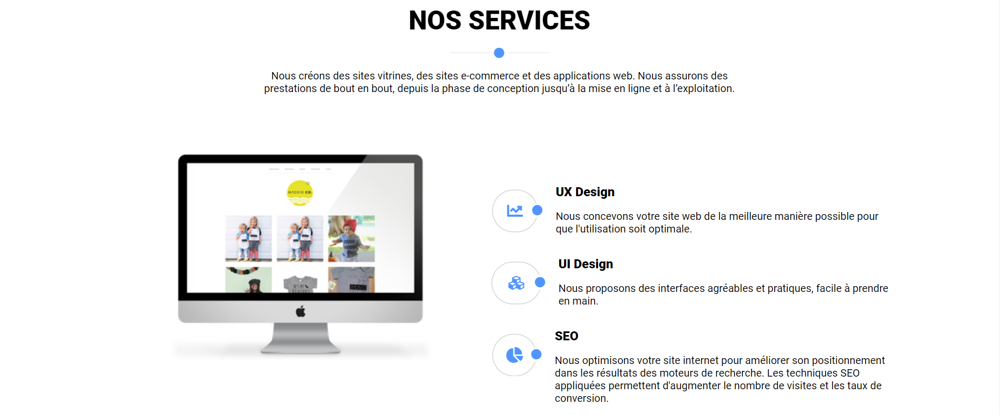 NOS SERVICES
Nous créons des sites vitrines, des sites e-commerce et des applications web. Nous assurons des
prestations de bout en bout, depuis la phase de conception jusqu’à la mise en ligne et à l’exploitation.
MADDIX CO.
UX Design
Nous concevons votre site web de la meilleure manière possible pour
que l'utilisation soit optimale.
UI Design
Nous proposons des interfaces agréables et pratiques, facile à prendre
en main.
SEO
Nous optimisons votre site internet pour améliorer son positionnement
dans les résultats des moteurs de recherche. Les techniques SEO
appliquées permettent d'augmenter le nombre de visites et les taux de
conversion.